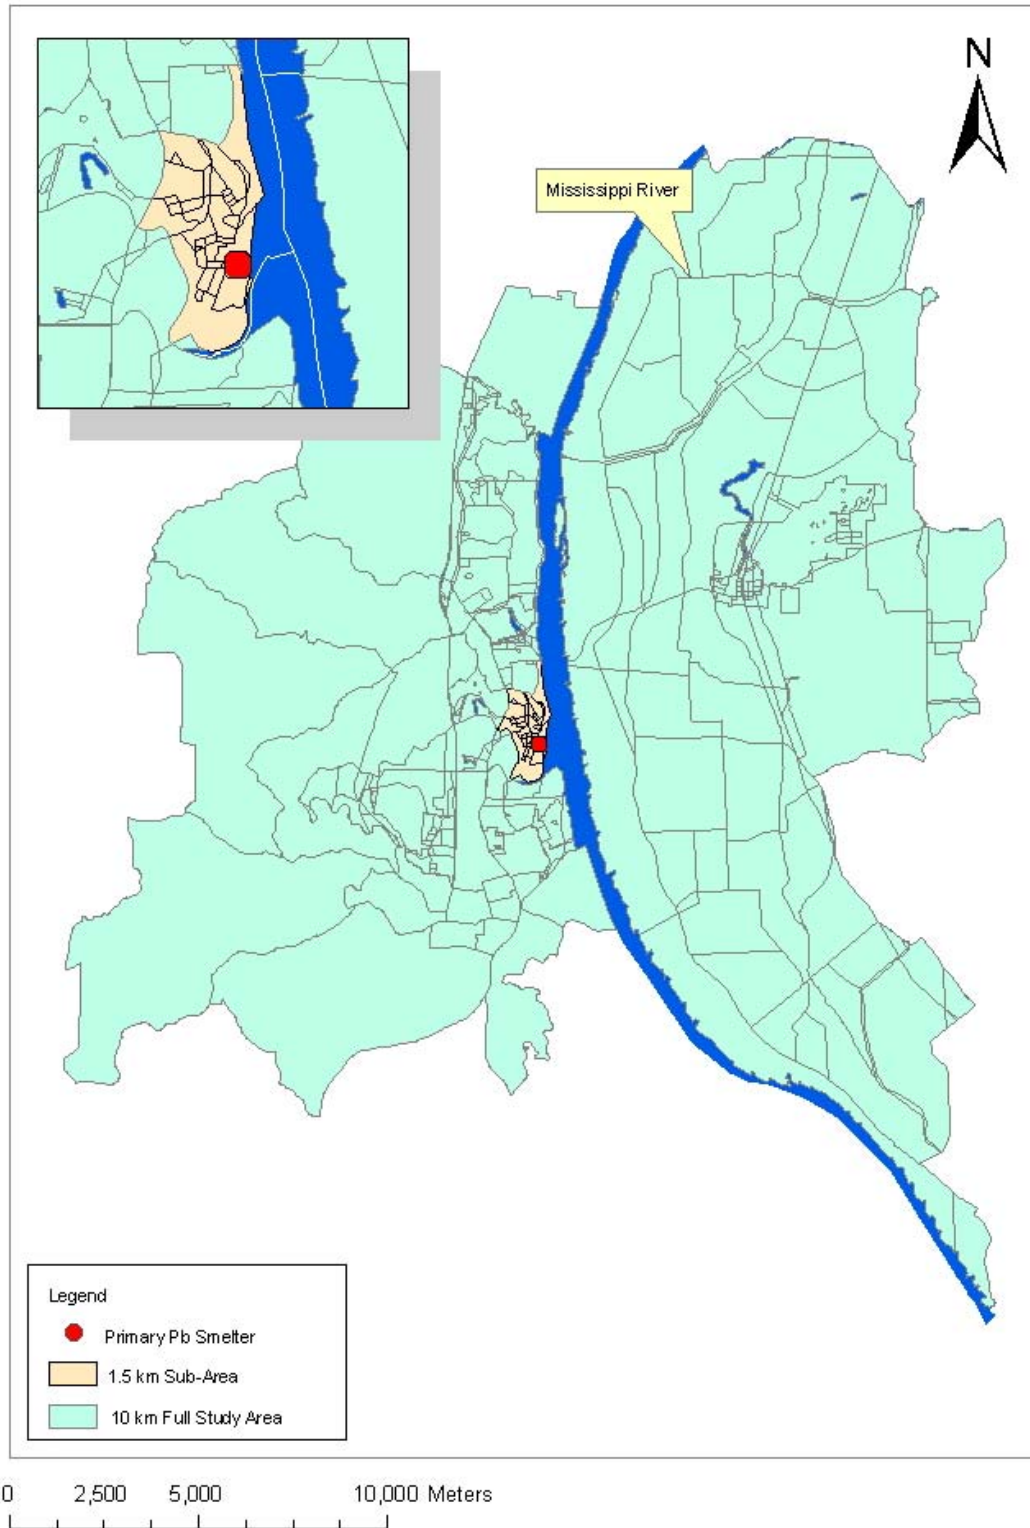 N
Mississippi River
Legend
Primary Pb Smelter
1.5 km Sub-Area
10 km Full Study Area
0 2,500 5,000 10,000 Meters